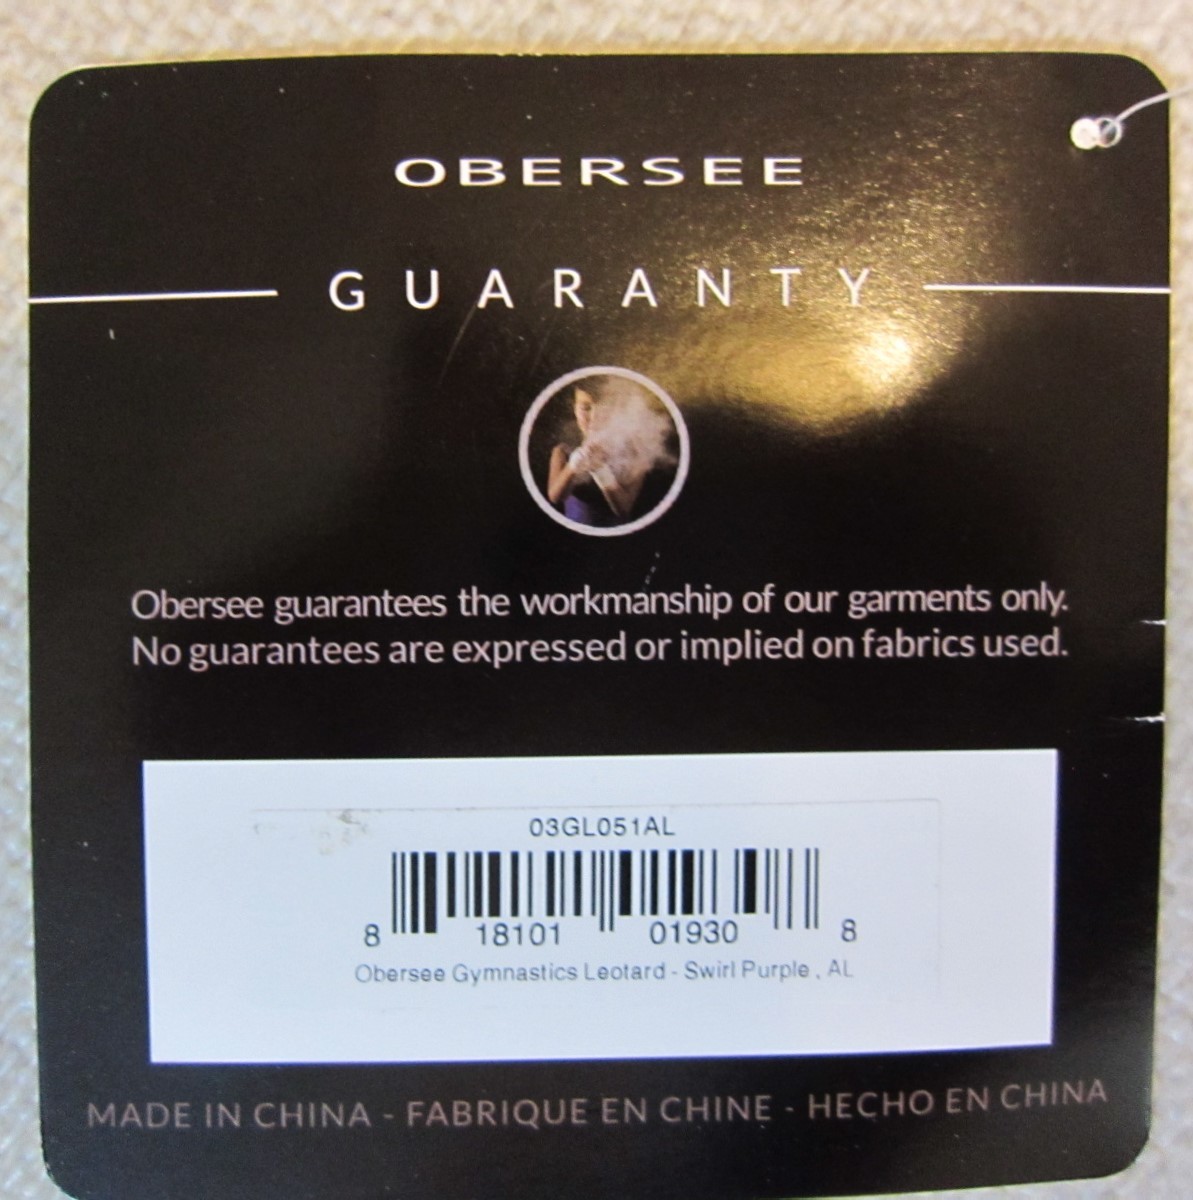 OBERSEE
GUARANTY
Obersee guarantees the workmanship of our garments only.
No guarantees are expressed or implied on fabrics used.
03GL051AL
8 18101 01930 8
Obersee Gymnastics Leotard - Swirl Purple , AL
MADE IN CHINA - FABRIQUE EN CHINE - HECHO EN CHINA